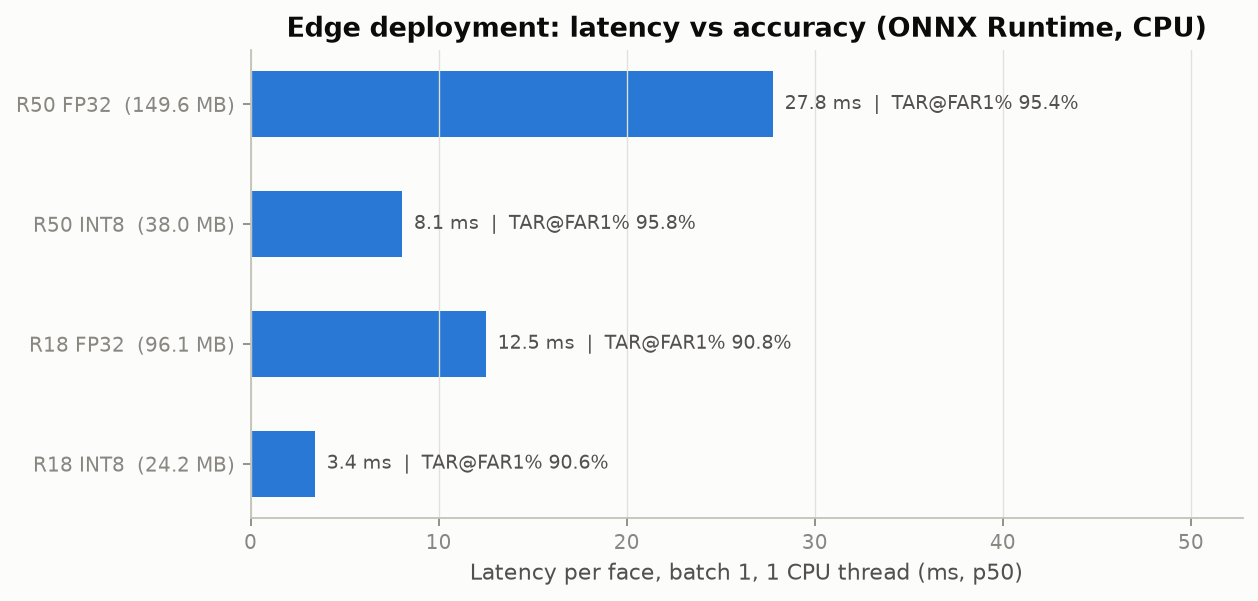 Edge deployment: latency vs accuracy (ONNX Runtime, CPU)
R50 FP32 (149.6 MB)
27.8 ms | TAR@FAR1% 95.4%
R50 INT8 (38.0 MB)
8.1 ms | TAR@FAR1% 95.8%
R18 FP32 (96.1 MB)
12.5 ms | TAR@FAR1% 90.8%
R18 INT8 (24.2 MB)
3.4 ms | TAR@FAR1% 90.6%
0 10 20 30 40 50
Latency per face, batch 1, 1 CPU thread (ms, p50)